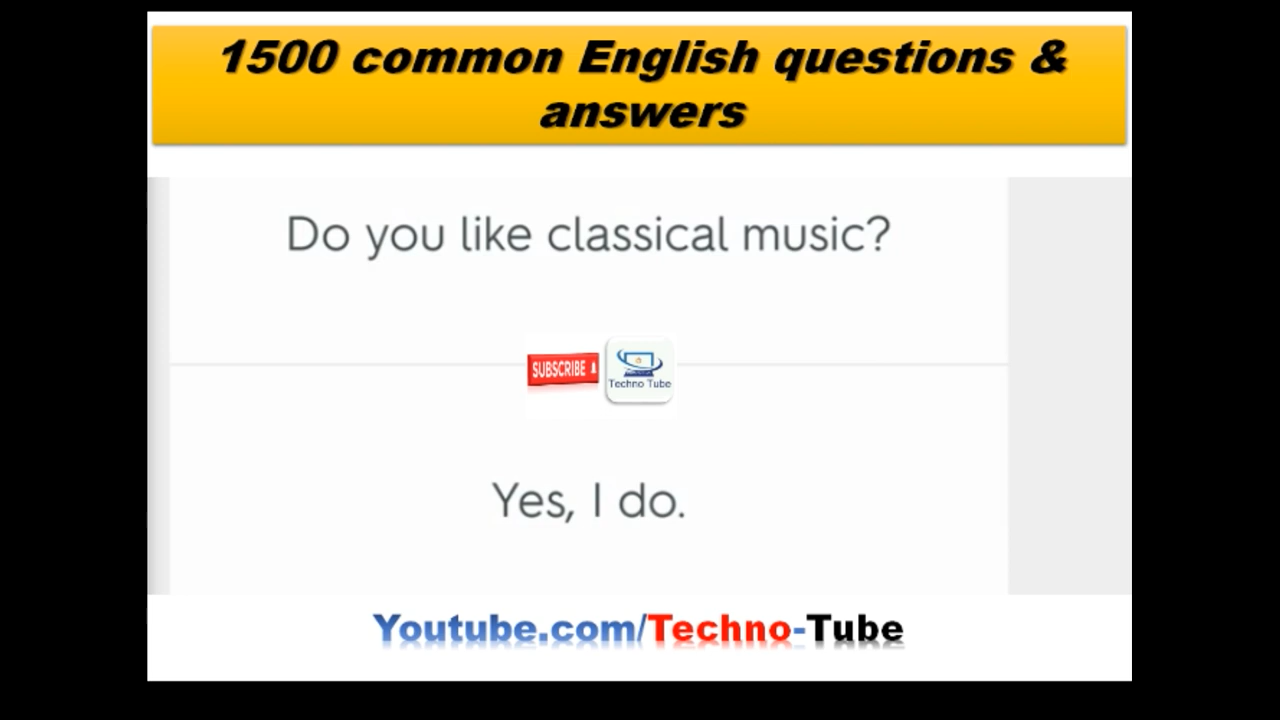 1500 common English questions &
answers
Do you like classical music?
SUBSCRIBE
Techno Tube
Yes, I do.
Youtube.com/Techno-Tube